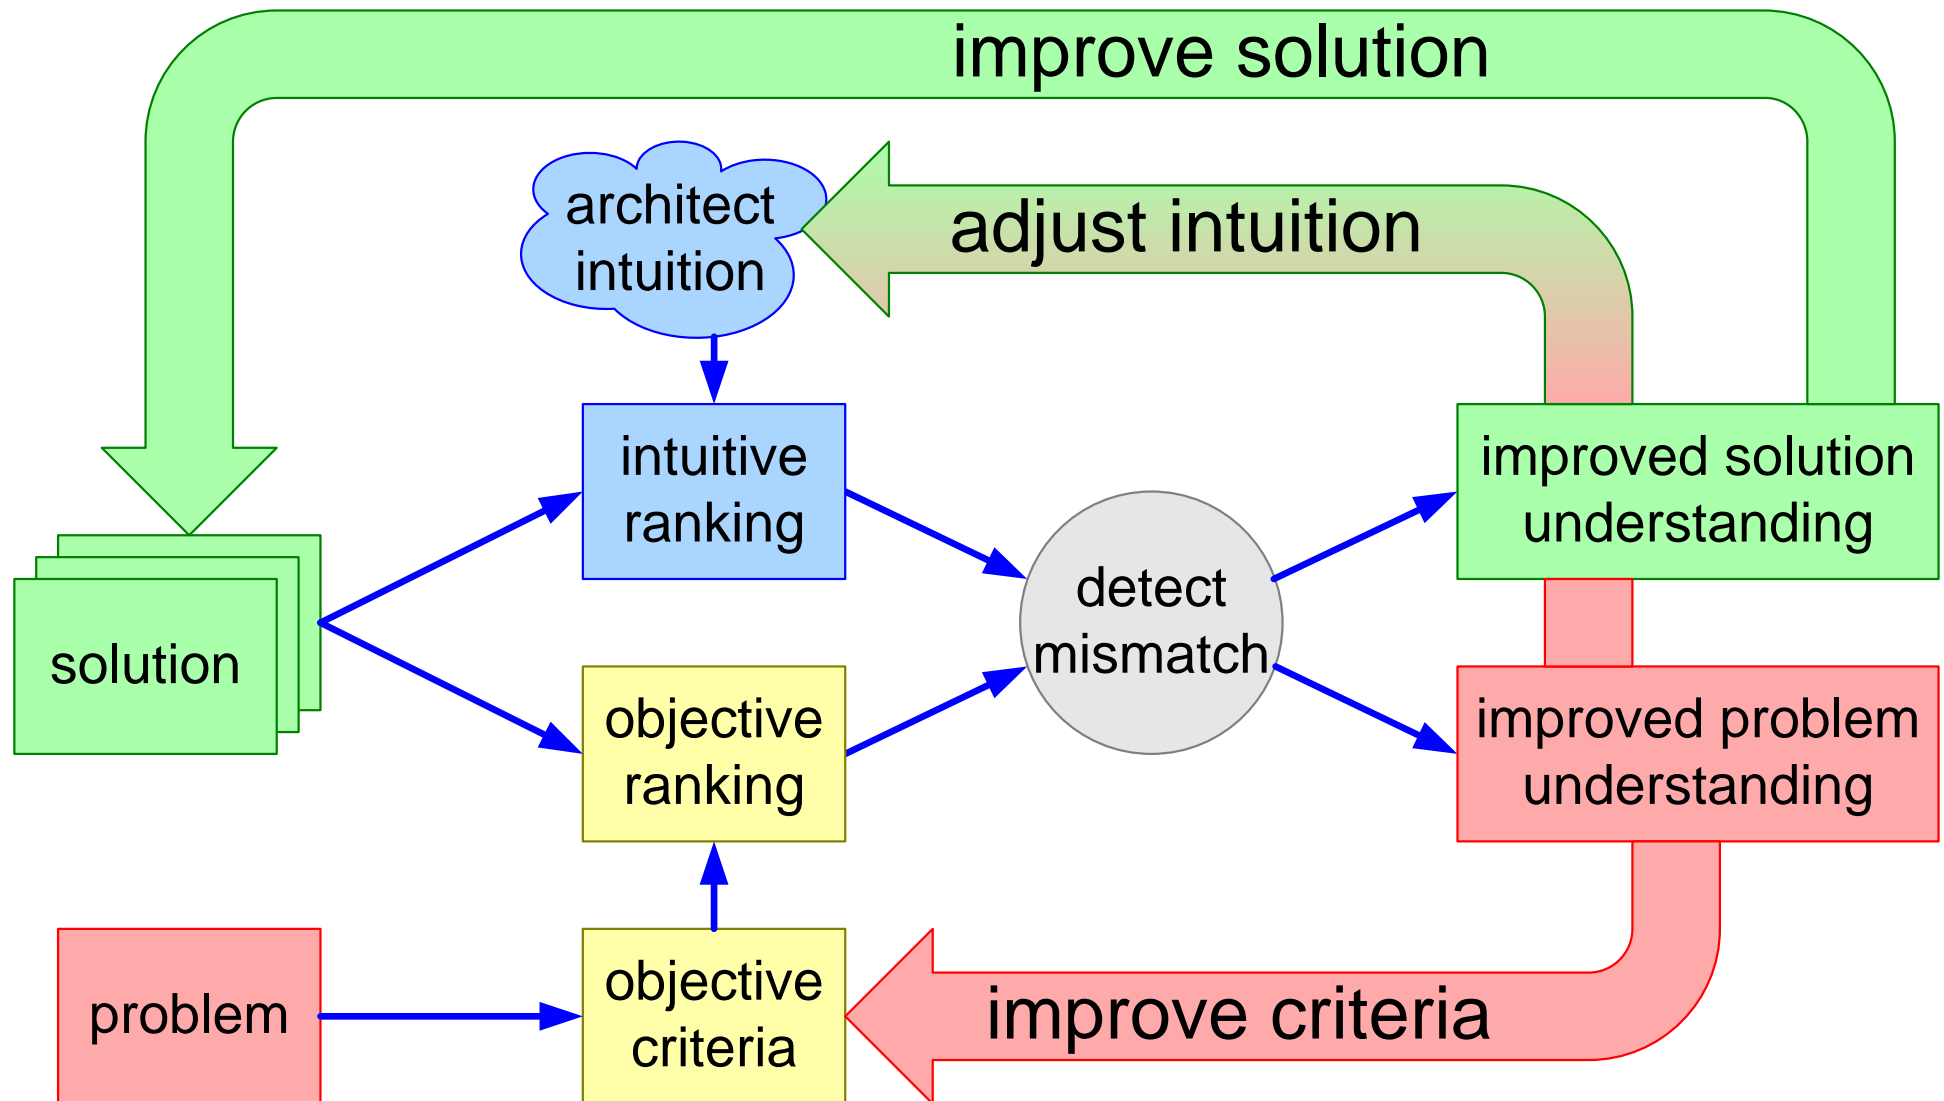 improve solution
architect
intuition
adjust intuition
intuitive
ranking
improved solution
understanding
detect
mismatch
solution
objective
ranking
improved problem
understanding
problem
objective
criteria
improve criteria